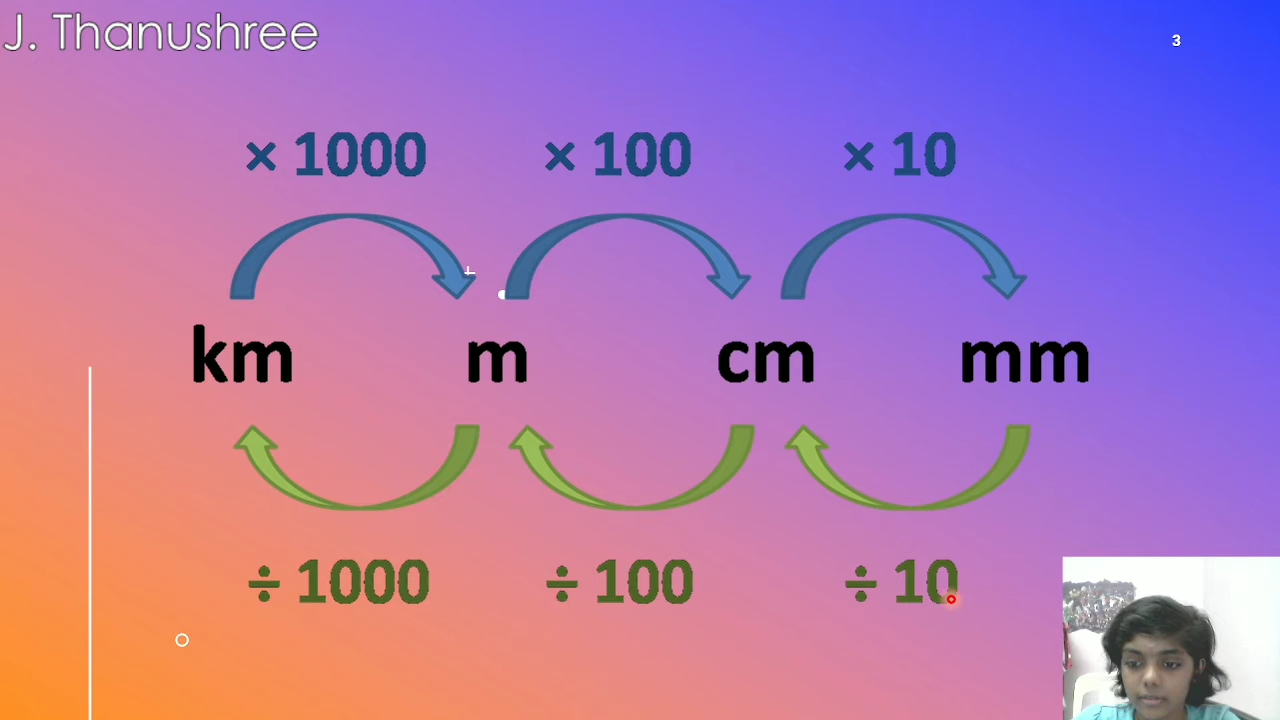 J. Thanushree
3
× 1000 × 100 × 10
km m cm mm
÷ 1000 ÷ 100 ÷ 10